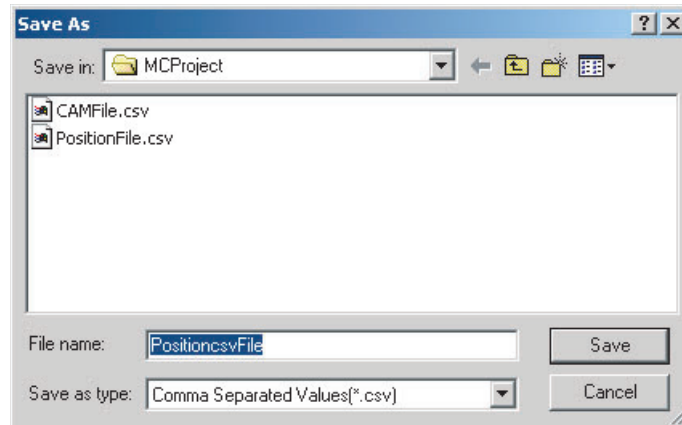 Save As
Save in: MCProject
CAMFile.csv
PositionFile.csv
File name: PositioncsvFile Save
Save as type: Comma Separated Values(*.csv) Cancel